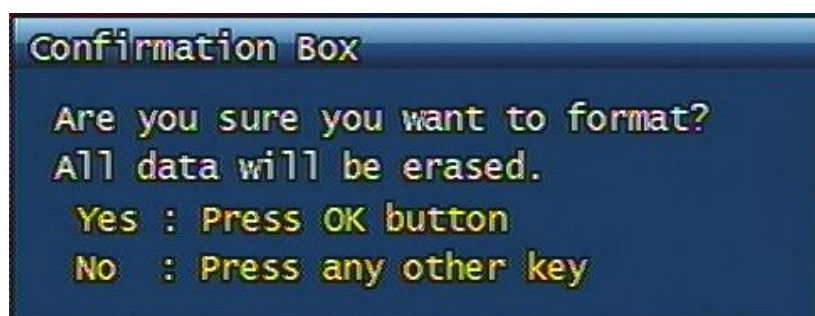 Confirmation Box
Are you sure you want to format?
All data will be erased.
Yes : Press OK button
No : Press any other key